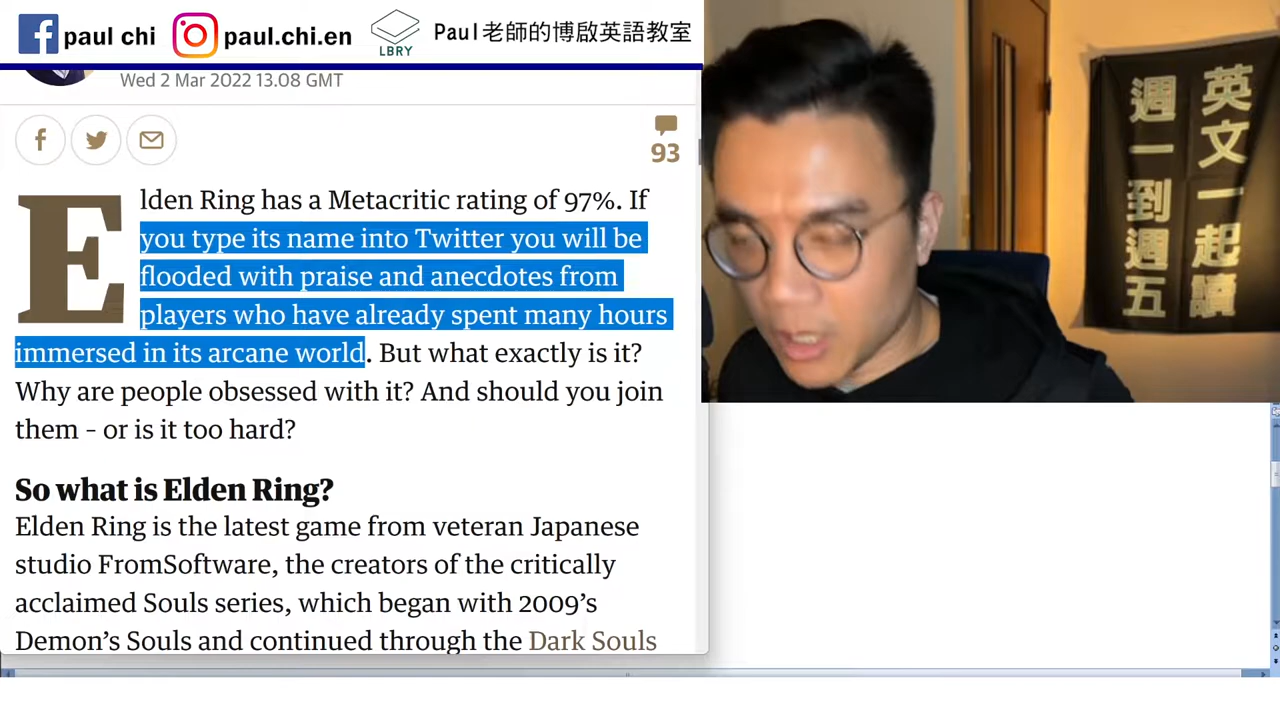 paul chi
paul.chi.en
LBRY
Paul老師的博啟英語教室
Wed 2 Mar 2022 13.08 GMT
93
Elden Ring has a Metacritic rating of 97%. If
you type its name into Twitter you will be
flooded with praise and anecdotes from
players who have already spent many hours
immersed in its arcane world. But what exactly is it?
Why are people obsessed with it? And should you join
them – or is it too hard?
So what is Elden Ring?
Elden Ring is the latest game from veteran Japanese
studio FromSoftware, the creators of the critically
acclaimed Souls series, which began with 2009’s
Demon’s Souls and continued through the Dark Souls
英文一起讀
週一到週五